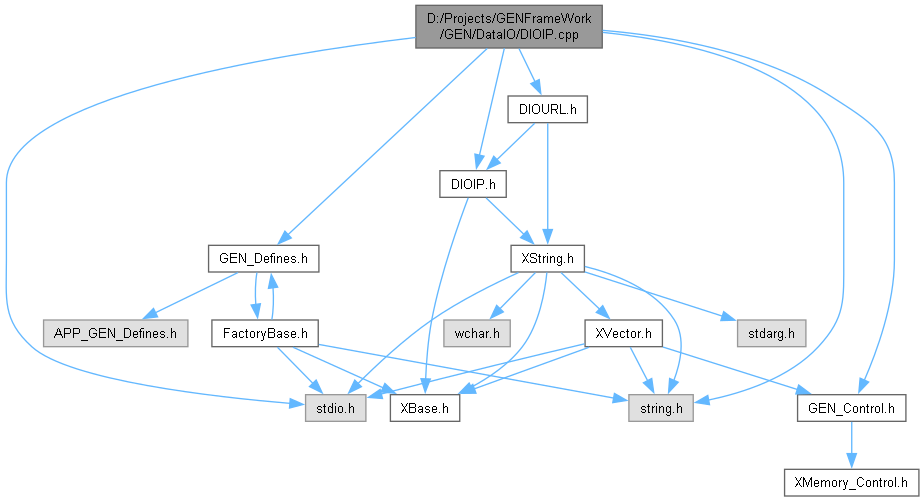 D:/Projects/GENFrameWork
/GEN/DataIO/DIOIP.cpp
DIOURL.h
DIOIP.h
GEN_Defines.h
XString.h
APP_GEN_Defines.h
FactoryBase.h
wchar.h
XVector.h
stdarg.h
stdio.h
XBase.h
string.h
GEN_Control.h
XMemory_Control.h